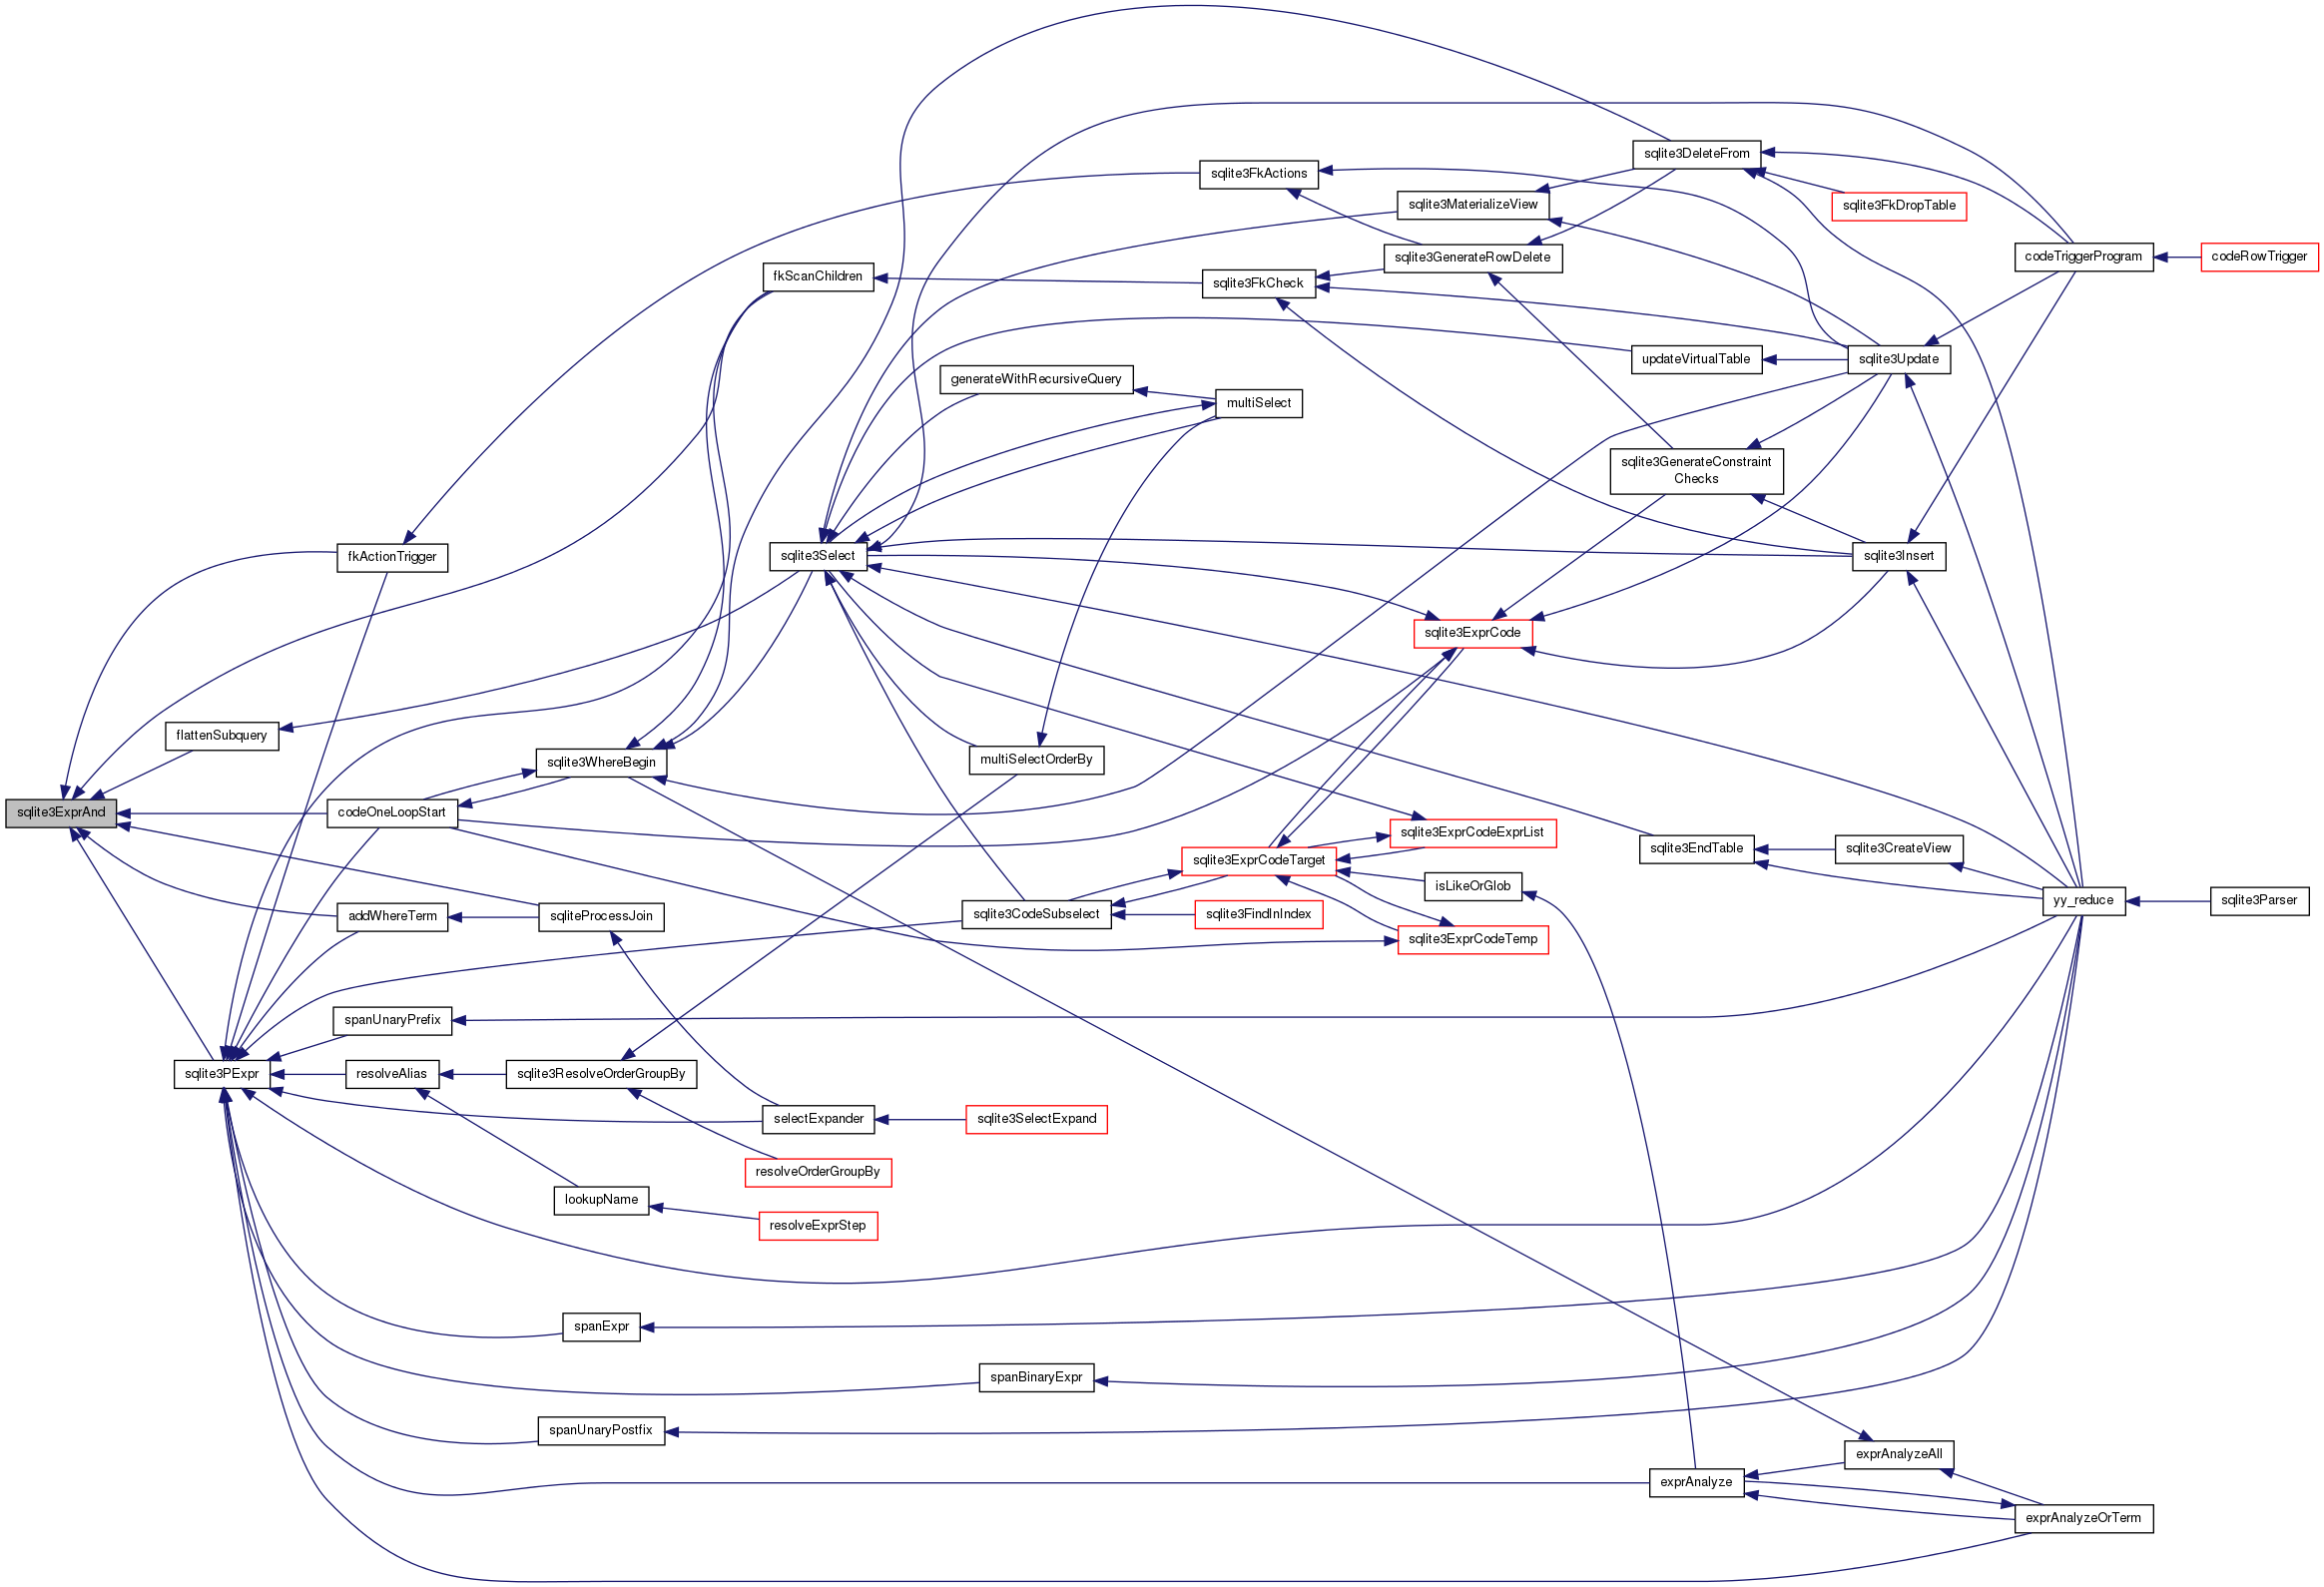 sqlite3DeleteFrom
sqlite3FkActions
sqlite3MaterializeView
sqlite3FkDropTable
sqlite3GenerateRowDelete
codeTriggerProgram
codeRowTrigger
fkScanChildren
sqlite3FkCheck
updateVirtualTable
sqlite3Update
generateWithRecursiveQuery
multiSelect
sqlite3GenerateConstraint
Checks
fkActionTrigger
sqlite3Select
sqlite3Insert
sqlite3ExprCode
flattenSubquery
sqlite3WhereBegin
multiSelectOrderBy
sqlite3ExprAnd
codeOneLoopStart
sqlite3ExprCodeExprList
sqlite3EndTable
sqlite3CreateView
sqlite3ExprCodeTarget
isLikeOrGlob
yy_reduce
sqlite3Parser
addWhereTerm
sqliteProcessJoin
sqlite3CodeSubselect
sqlite3FindInIndex
sqlite3ExprCodeTemp
spanUnaryPrefix
sqlite3PExpr
resolveAlias
sqlite3ResolveOrderGroupBy
selectExpander
sqlite3SelectExpand
resolveOrderGroupBy
lookupName
resolveExprStep
spanExpr
spanBinaryExpr
spanUnaryPostfix
exprAnalyzeAll
exprAnalyze
exprAnalyzeOrTerm